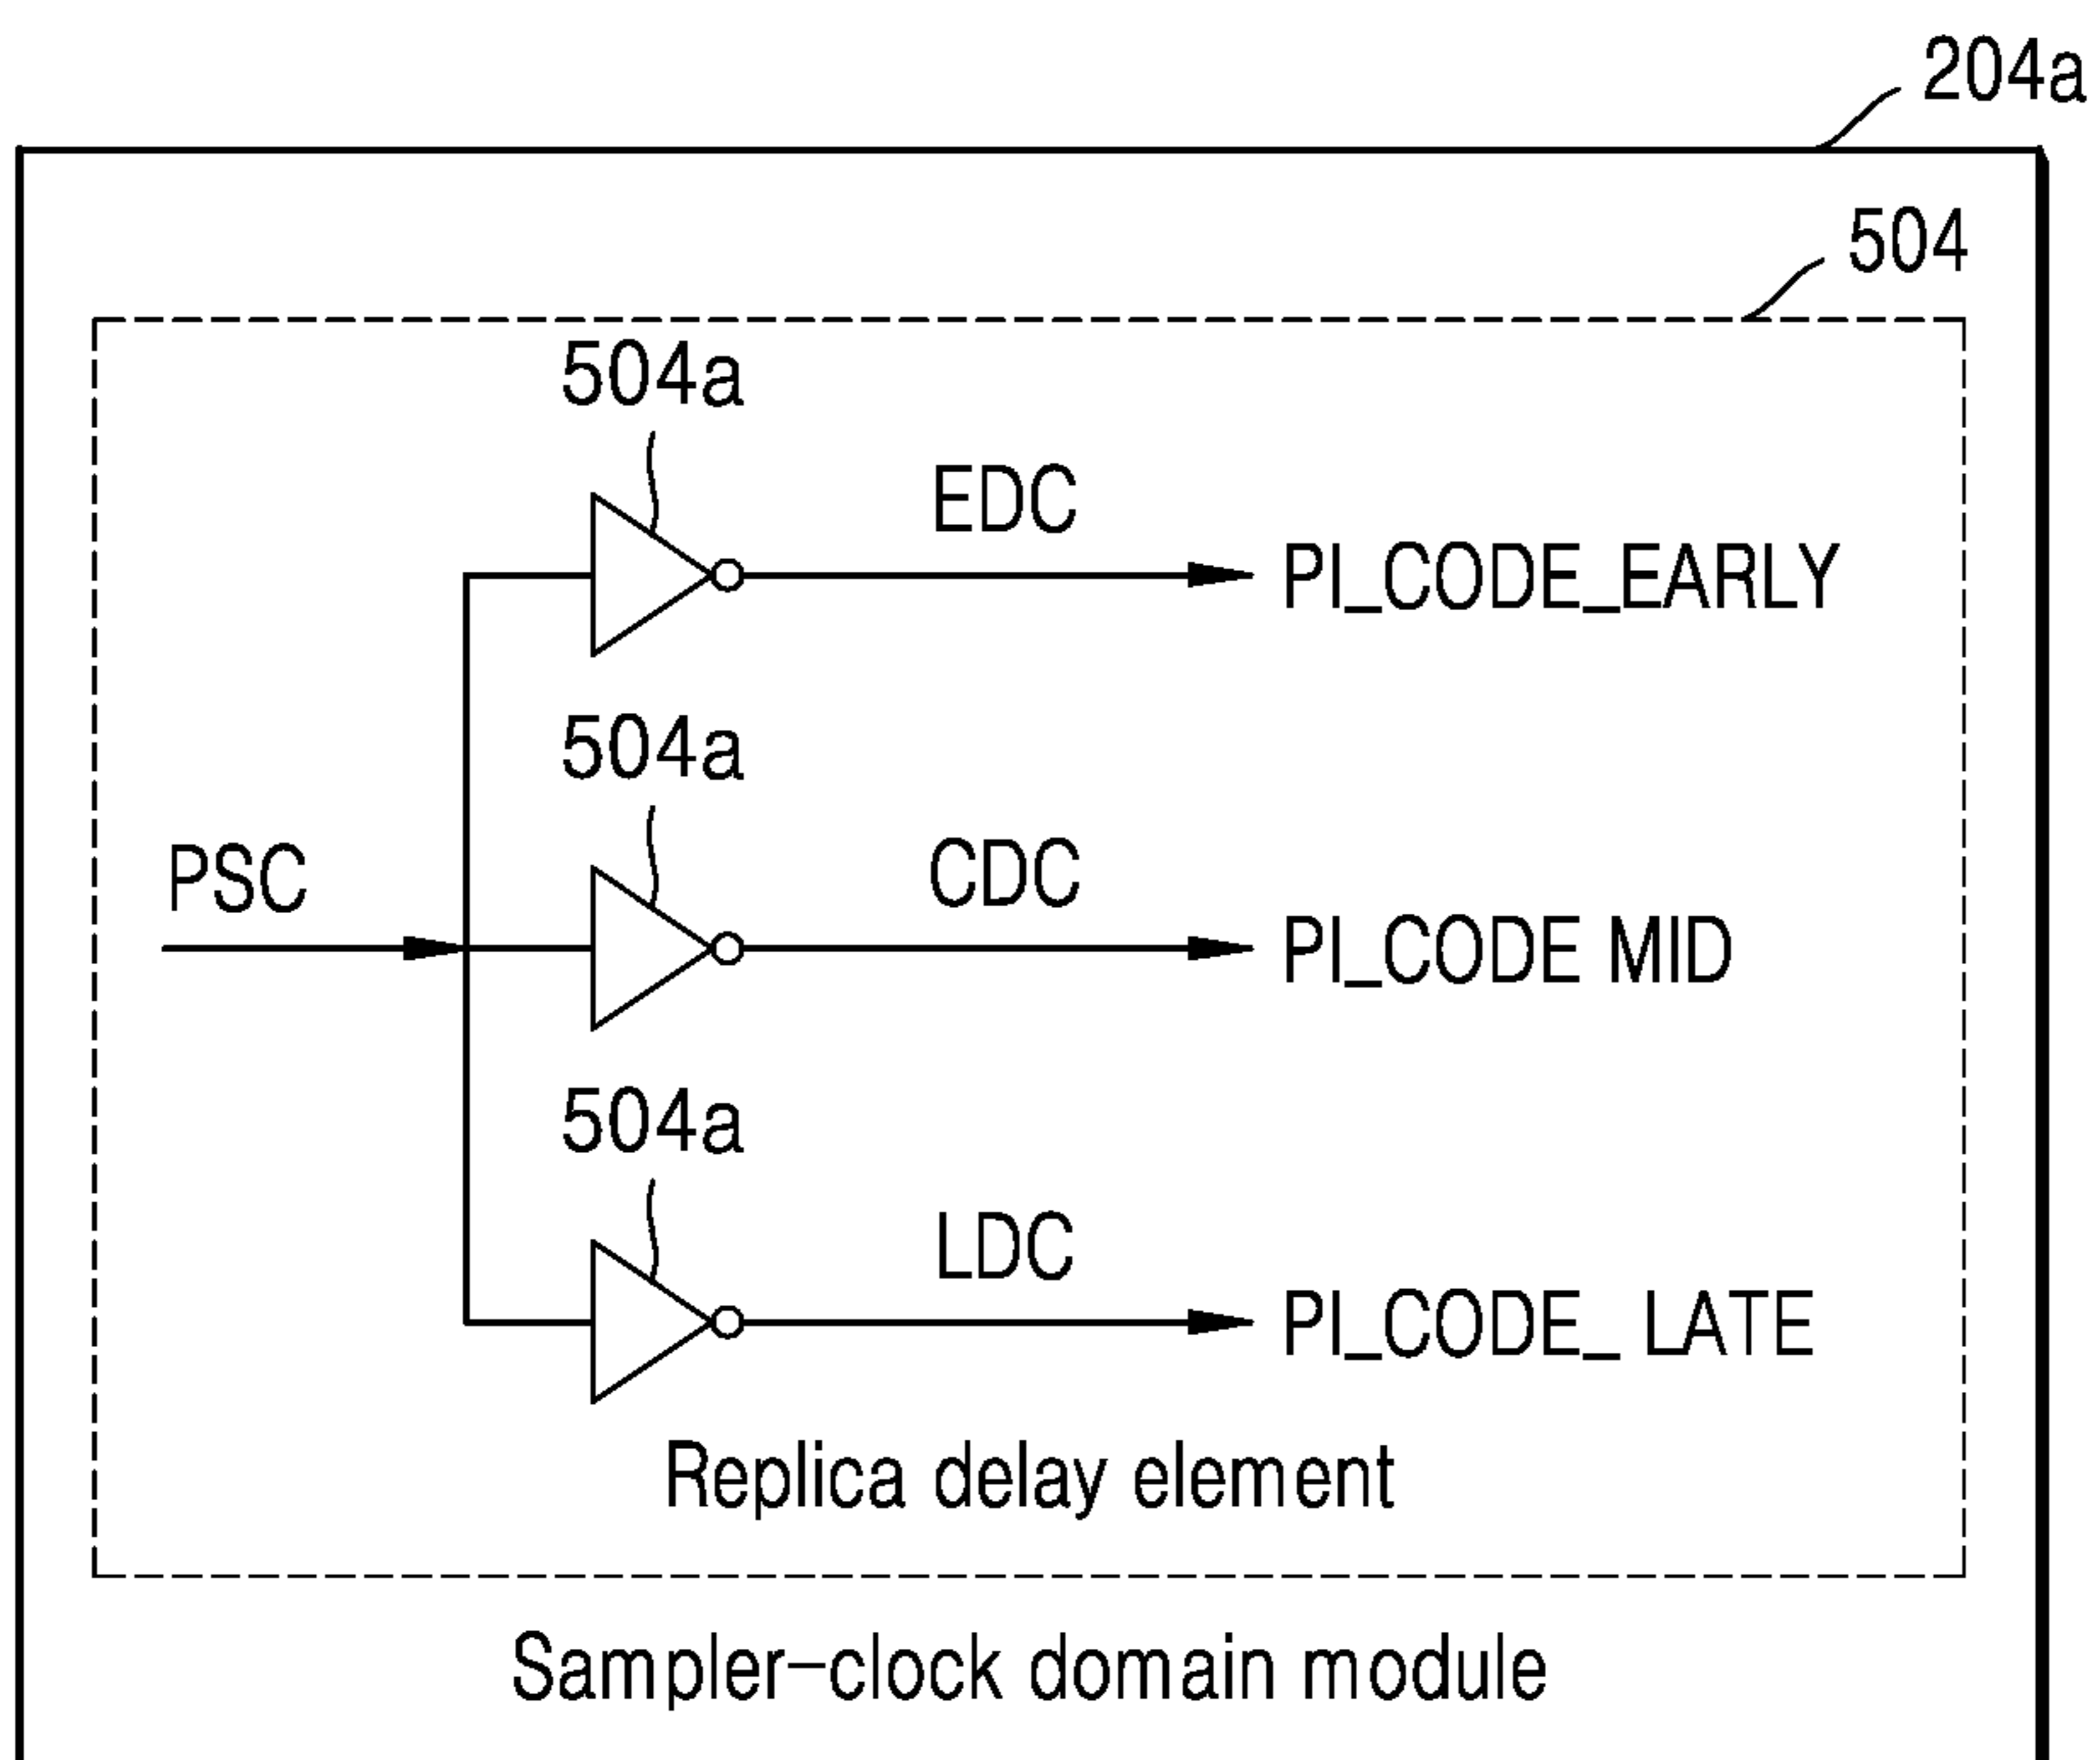 204a
504
504a
EDC
PI_CODE_EARLY
504a
PSC
CDC
PI_CODE MID
504a
LDC
PI_CODE_ LATE
Replica delay element
Sampler-clock domain module